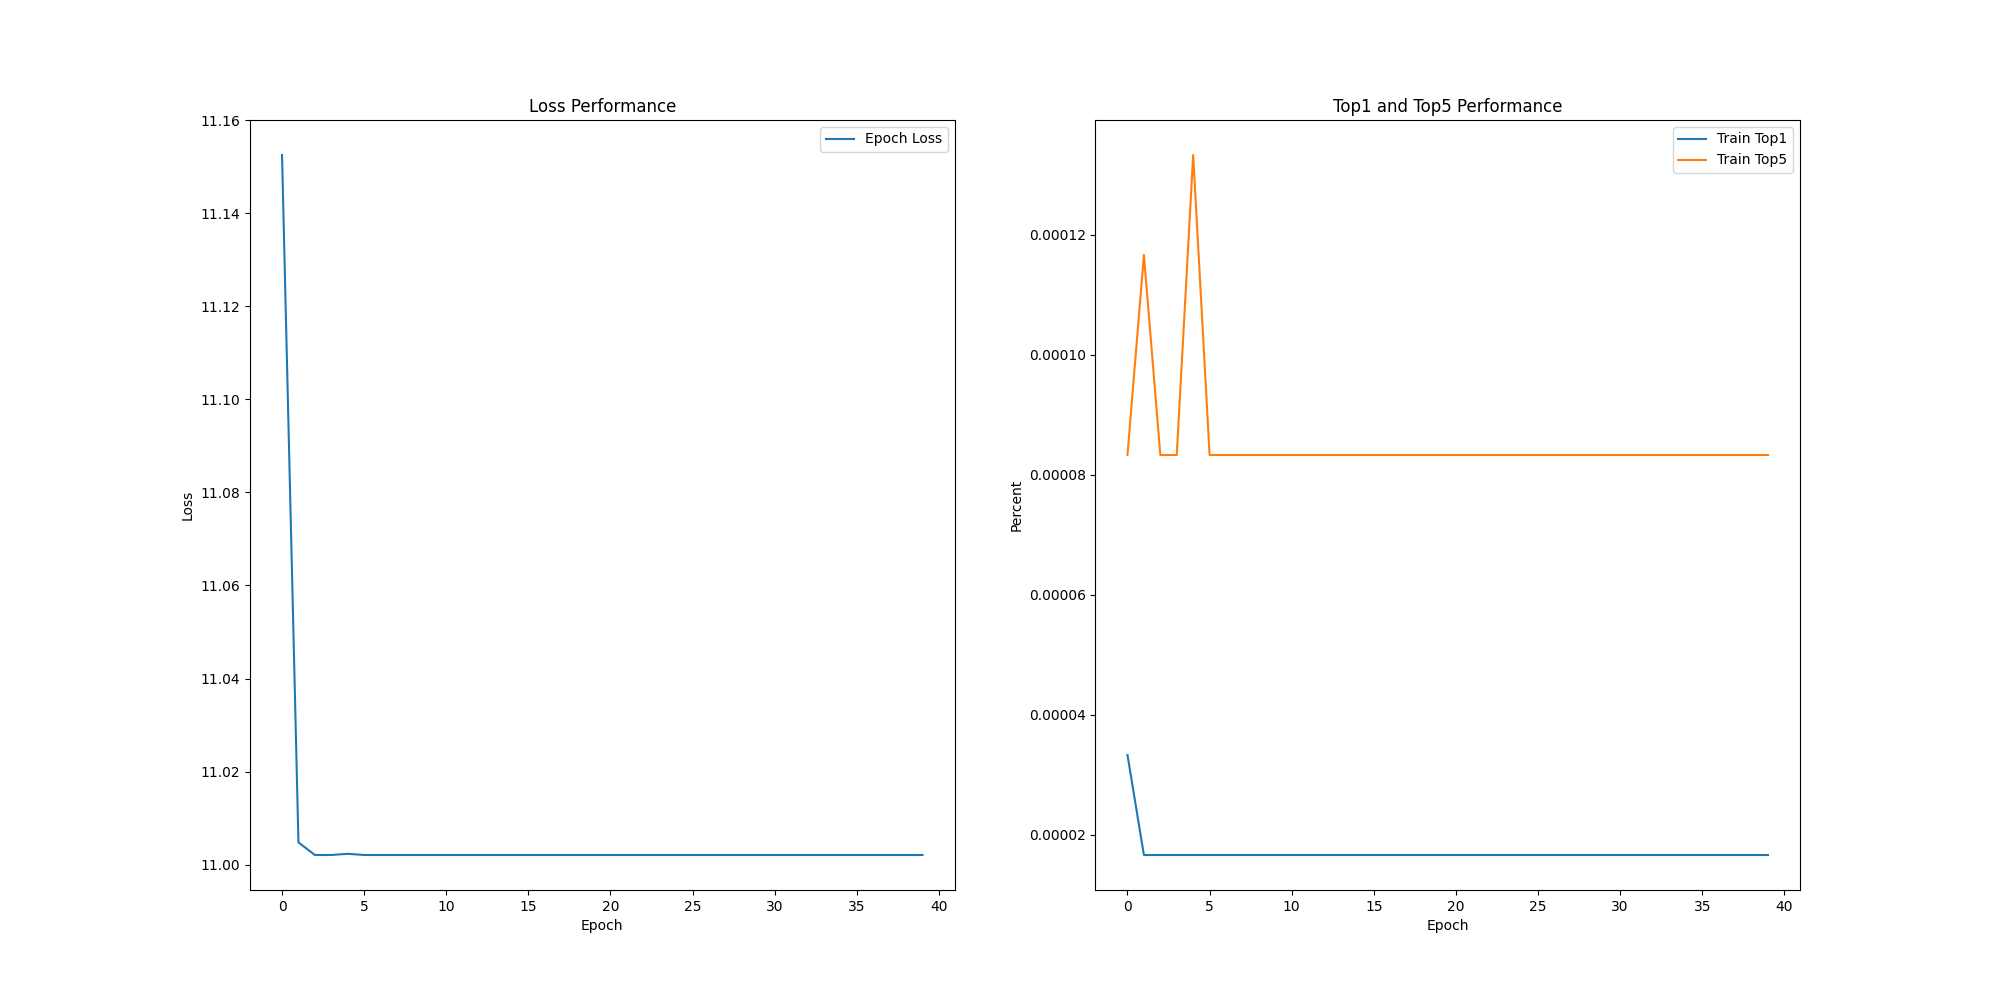 Loss Performance
11.16
11.14
11.12
11.10
11.08
11.06
11.04
11.02
11.00
Loss
0 5 10 15 20 25 30 35 40
Epoch
Epoch Loss
Top1 and Top5 Performance
0.00012
0.00010
0.00008
0.00006
0.00004
0.00002
Percent
0 5 10 15 20 25 30 35 40
Epoch
Train Top1
Train Top5